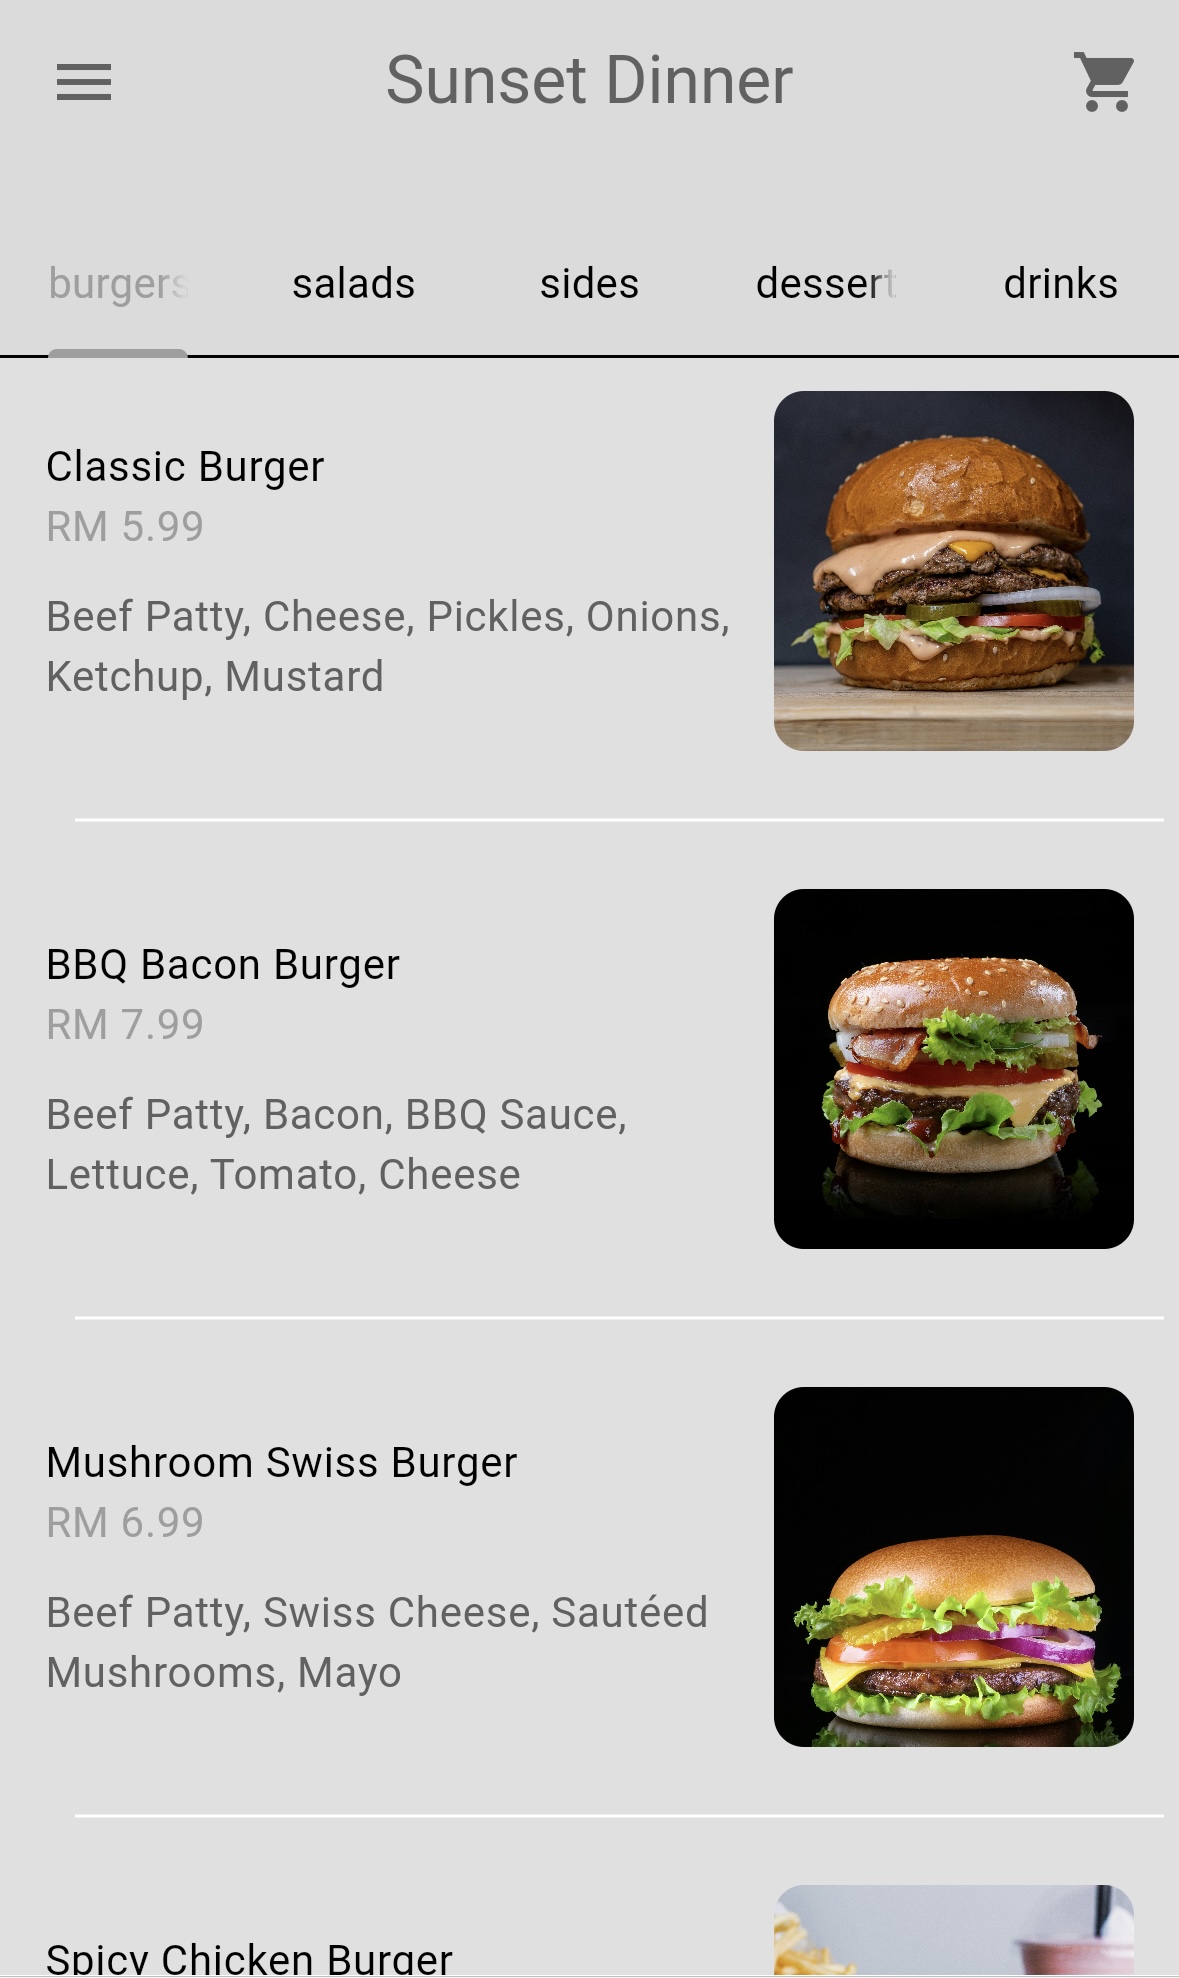 Sunset Dinner
burgers salads sides dessert drinks
Classic Burger
RM 5.99
Beef Patty, Cheese, Pickles, Onions,
Ketchup, Mustard
BBQ Bacon Burger
RM 7.99
Beef Patty, Bacon, BBQ Sauce,
Lettuce, Tomato, Cheese
Mushroom Swiss Burger
RM 6.99
Beef Patty, Swiss Cheese, Sautéed
Mushrooms, Mayo
Spicy Chicken Burger